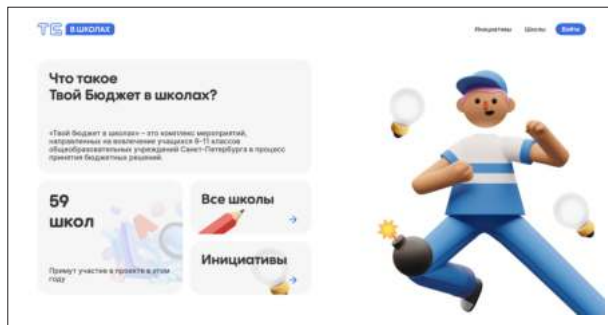 ТБ В ШКОЛАХ
Инициативы Школы Войти
Что такое
Твой Бюджет в школах?
«Твой бюджет в школах» – это комплекс мероприятий,
направленных на вовлечение учащихся 9–11 классов
общеобразовательных учреждений Санкт-Петербурга в процесс
принятия бюджетных решений.
59
школ
Примут участие в проекте в этом
году
Все школы
Инициативы